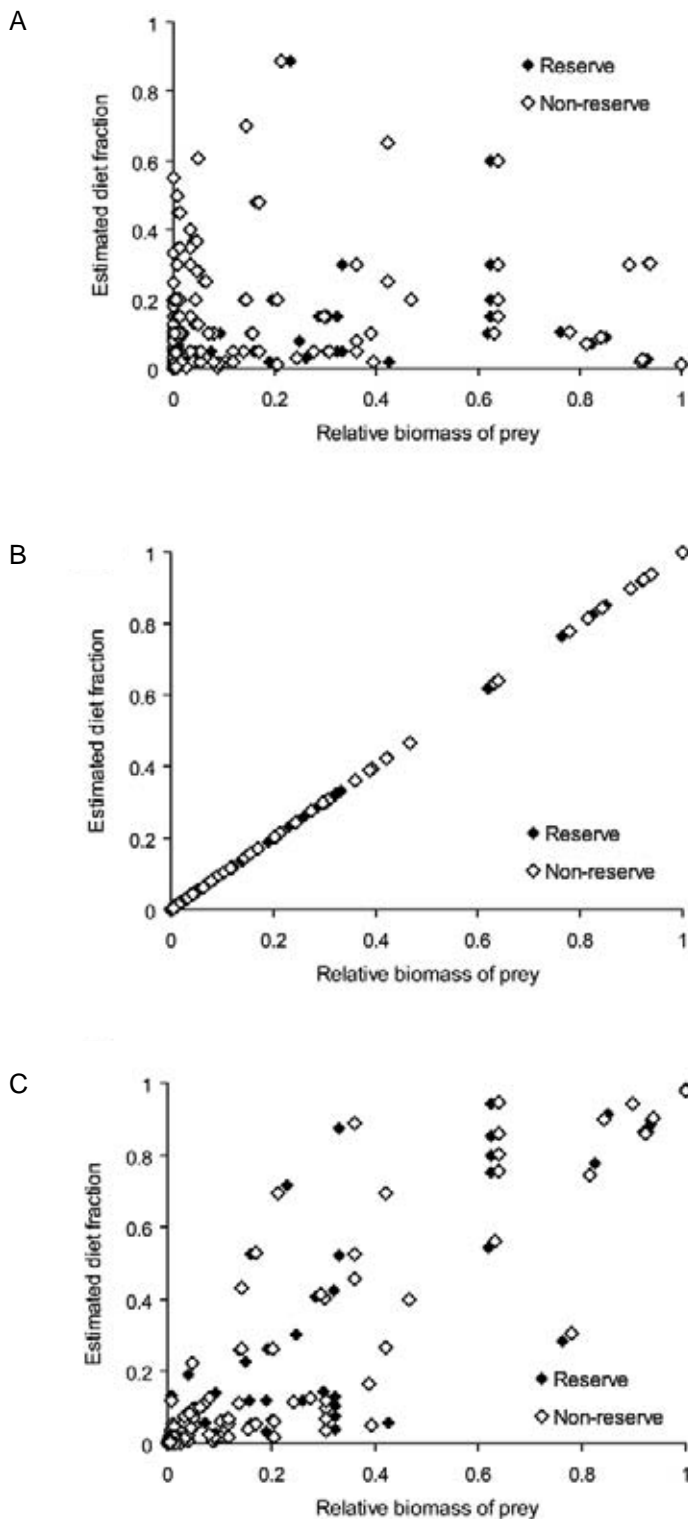 A
1
0.8
0.6
0.4
0.2
0
Estimated diet fraction
Reserve
Non-reserve
0 0.2 0.4 0.6 0.8 1
Relative biomass of prey
B
1
0.8
0.6
0.4
0.2
0
Estimated diet fraction
Reserve
Non-reserve
0 0.2 0.4 0.6 0.8 1
Relative biomass of prey
C
1
0.8
0.6
0.4
0.2
0
Estimated diet fraction
Reserve
Non-reserve
0 0.2 0.4 0.6 0.8 1
Relative biomass of prey